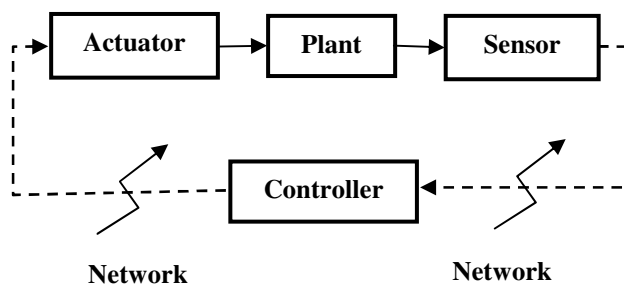 Actuator
Plant
Sensor
Controller
Network
Network